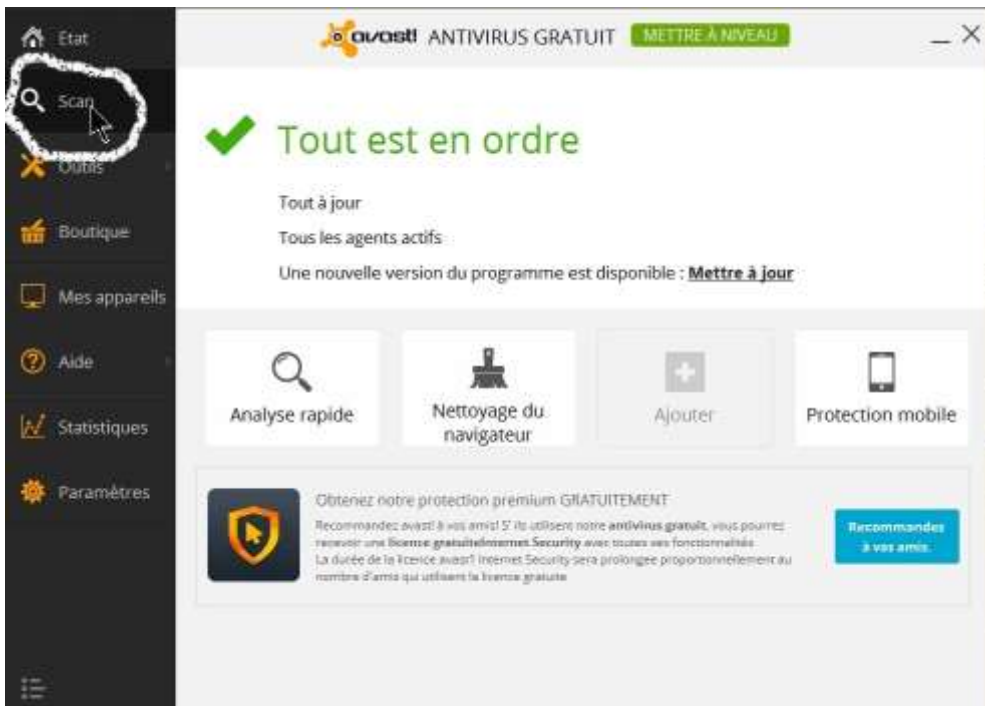 Etat
Scan
Outils
Boutique
Mes appareils
Aide
Statistiques
Paramètres
avast! ANTIVIRUS GRATUIT METTRE À NIVEAU
Tout est en ordre
Tout à jour
Tous les agents actifs
Une nouvelle version du programme est disponible : Mettre à jour
Analyse rapide
Nettoyage du
navigateur
Ajouter
Protection mobile
Obtenez notre protection premium GRATUITEMENT
Recommandez avast! à vos amis! S' ils utilisent notre antivirus gratuit, vous pourrez
recevoir une licence gratuiteInternet Security avec toutes ses fonctionnalités
La durée de la licence avast! Internet Security sera prolongée proportionnellement au
nombre d'amis qui utilisent la licence gratuite
Recommandes
à vos amis.